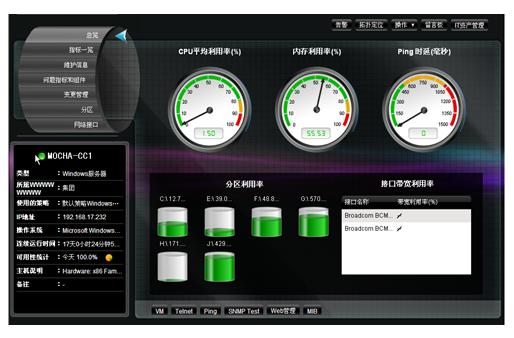 告警 拓扑定位 操作 留言板 IT资产管理
总览
指标一览
维护信息
问题指标和组件
变更管理
分区
网络接口
CPU平均利用率(%)
内存利用率(%)
Ping 时延(毫秒)
1.50
55.53
0
MOCHA-CC1
类型 : Windows服务器
所属WWWW
WWWW : 集团
使用的策略 : 默认策略Windows···
IP地址 : 192.168.17.232
操作系统 : Microsoft Windows...
连续运行时间 : 17天0小时24分钟5...
可用性统计 : 今天 100.0%
主机说明 : Hardware: x86 Fam...
备注 : -
分区利用率
C:\12.7... E:\39.0... F:\48.8... G:\570...
H:\171.... J:\429...
接口带宽利用率
接口名称 带宽利用率(%)
Broadcom BCM...
Broadcom BCM...
VM Telnet Ping SNMP Test Web管理 MIB